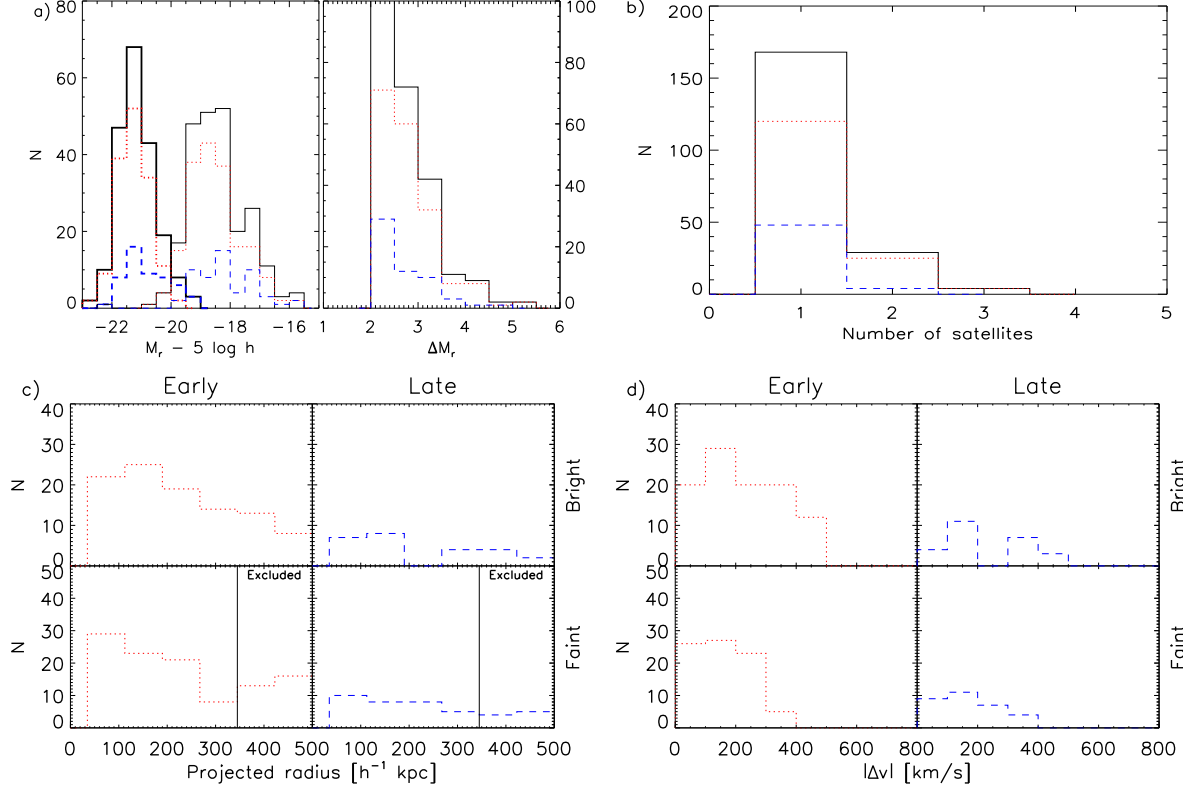 a)
80
60
40
20
0
N
−22
−20
−18
−16
M_r − 5 log h
100
80
60
40
20
0
1
2
3
4
5
6
ΔM_r
b)
200
150
100
50
0
N
0
1
2
3
4
5
Number of satellites
c)
Early
Late
40
30
20
10
0
N
Bright
50
40
30
20
10
0
N
Excluded
Excluded
Faint
0
100
200
300
400
500
100
200
300
400
500
Projected radius [h⁻¹ kpc]
d)
Early
Late
40
30
20
10
0
N
Bright
50
40
30
20
10
0
N
Faint
0
200
400
600
800
200
400
600
800
|Δv| [km/s]